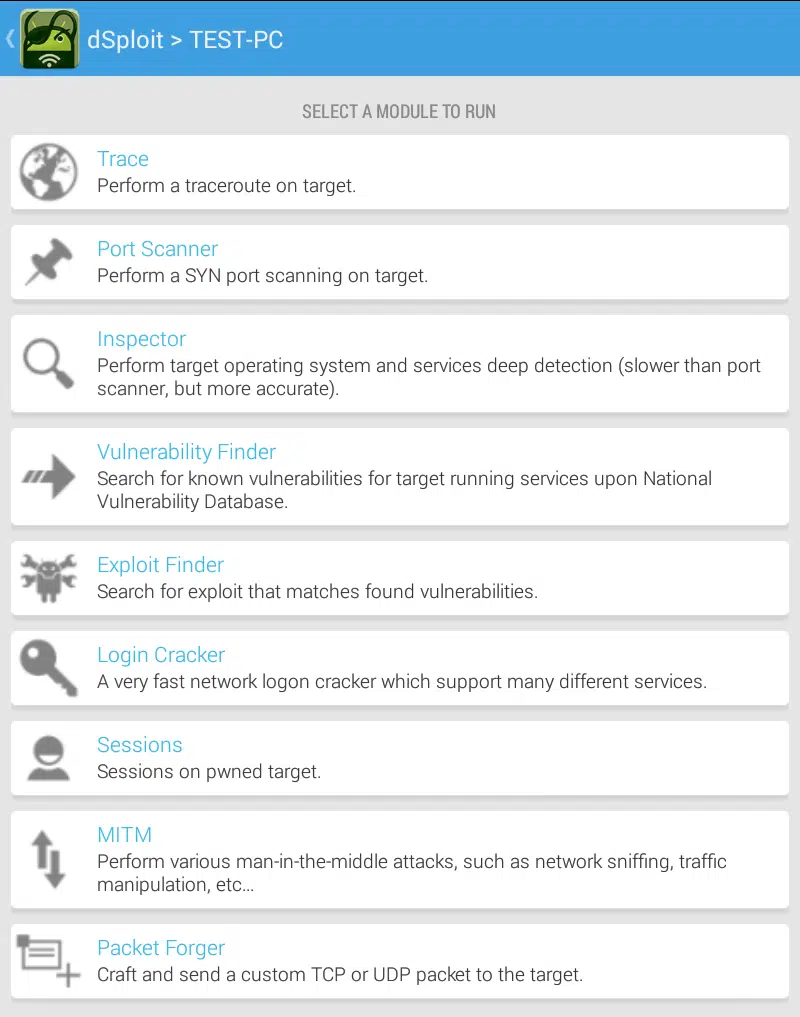 dSploit > TEST-PC
SELECT A MODULE TO RUN
Trace
Perform a traceroute on target.
Port Scanner
Perform a SYN port scanning on target.
Inspector
Perform target operating system and services deep detection (slower than port
scanner, but more accurate).
Vulnerability Finder
Search for known vulnerabilities for target running services upon National
Vulnerability Database.
Exploit Finder
Search for exploit that matches found vulnerabilities.
Login Cracker
A very fast network logon cracker which support many different services.
Sessions
Sessions on pwned target.
MITM
Perform various man-in-the-middle attacks, such as network sniffing, traffic
manipulation, etc...
Packet Forger
Craft and send a custom TCP or UDP packet to the target.